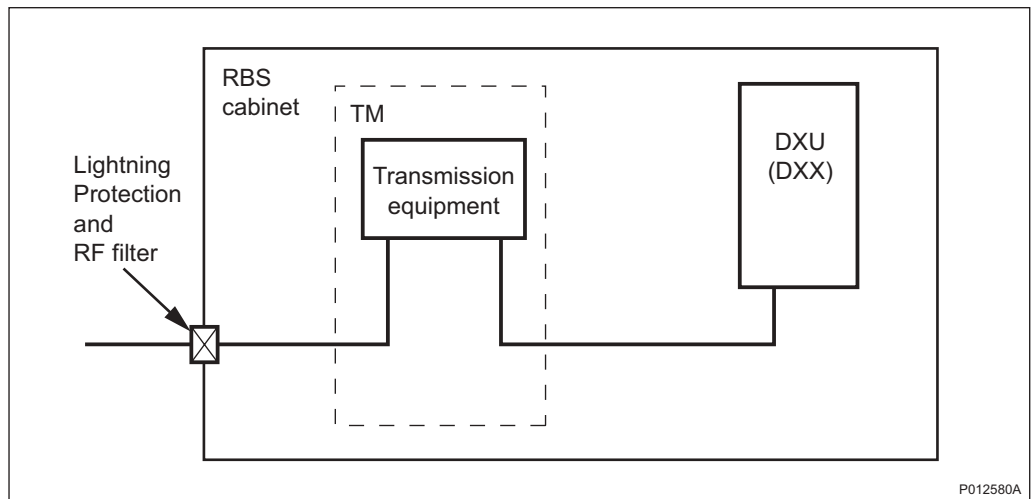 RBS
cabinet
TM
DXU
(DXX)
Lightning
Protection
and
RF filter
Transmission
equipment
P012580A